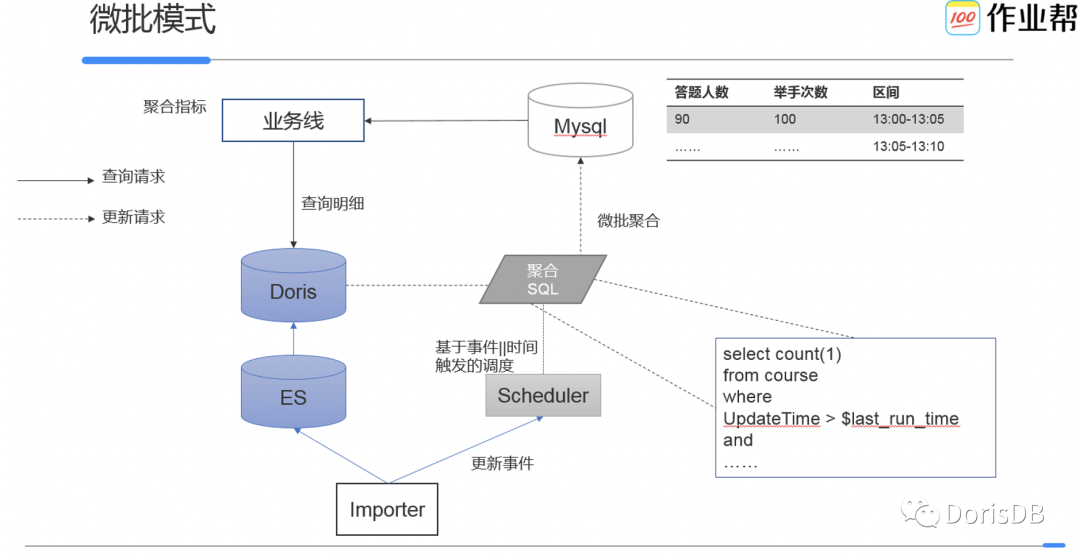 微批模式
100 作业帮
聚合指标
业务线
Mysql
答题人数 举手次数 区间
90 100 13:00-13:05
…… …… 13:05-13:10
查询请求
更新请求
查询明细
微批聚合
Doris
聚合
SQL
基于事件||时间
触发的调度
ES
Scheduler
select count(1)
from course
where
UpdateTime > $last_run_time
and
……
更新事件
Importer
DorisDB